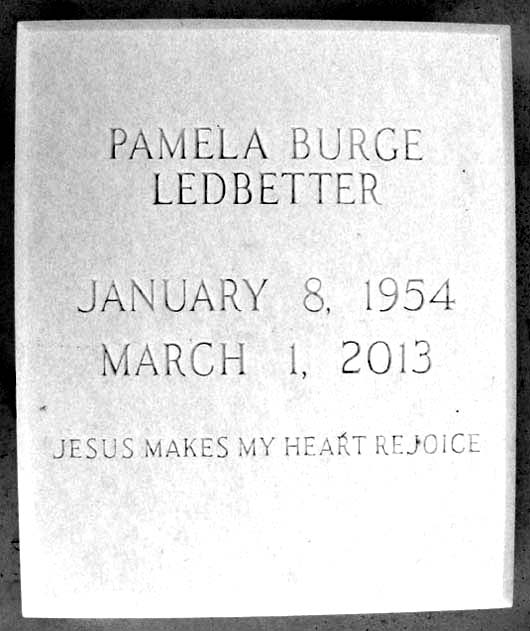 PAMELA BURGE
LEDBETTER
JANUARY 8, 1954
MARCH 1, 2013
JESUS MAKES MY HEART REJOICE